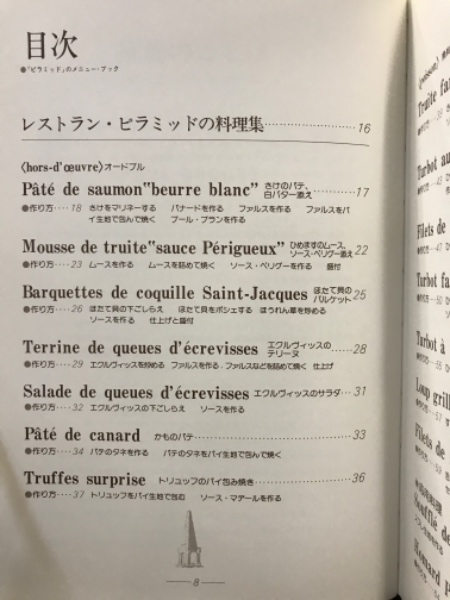 目次
●「ピラミッド」のメニュー・ブック
レストラン・ピラミッドの料理集……………16
〈hors-d'œuvre〉オードブル
Pâté de saumon"beurre blanc" さけのパテ、白バター添え……17
●作り方‥‥18 さけをマリネーする パナードを作る ファルスを作る ファルスをパ
イ生地で包んで焼く ブール・ブランを作る
Mousse de truite"sauce Périgueux" ひめますのムース、ソース・ペリグー添え 22
●作り方‥‥23 ムースを作る ムースを詰めて焼く ソース・ペリグーを作る 盛付
Barquettes de coquille Saint-Jacques ほたて貝のバルケット 25
●作り方‥‥26 ほたて貝の下ごしらえ ほたて貝をポシェする ほうれん草を炒める
ソースを作る 仕上げと盛付
Terrine de queues d'écrevisses エクルヴィッスのテリーヌ……28
●作り方‥‥29 エクルヴィッスを炒める ファルスを作る ファルスなどを詰めて焼く 仕上げ
Salade de queues d'écrevisses エクルヴィッスのサラダ…31
●作り方‥‥32 エクルヴィッスの下ごしらえ ソースを作る
Pâté de canard かものパテ……………33
●作り方‥‥34 パテのタネを作る パテのタネをパイ生地で包んで焼く
Truffes surprise トリュッフのパイ包み焼き……………36
●作り方‥‥37 トリュッフをパイ生地で包む ソース・マデールを作る
8
〈poisson〉
Truite
Turbot au
Filets de
Turbot
Turbot à
Loup grill
Filets de
Soufflé de
Homard